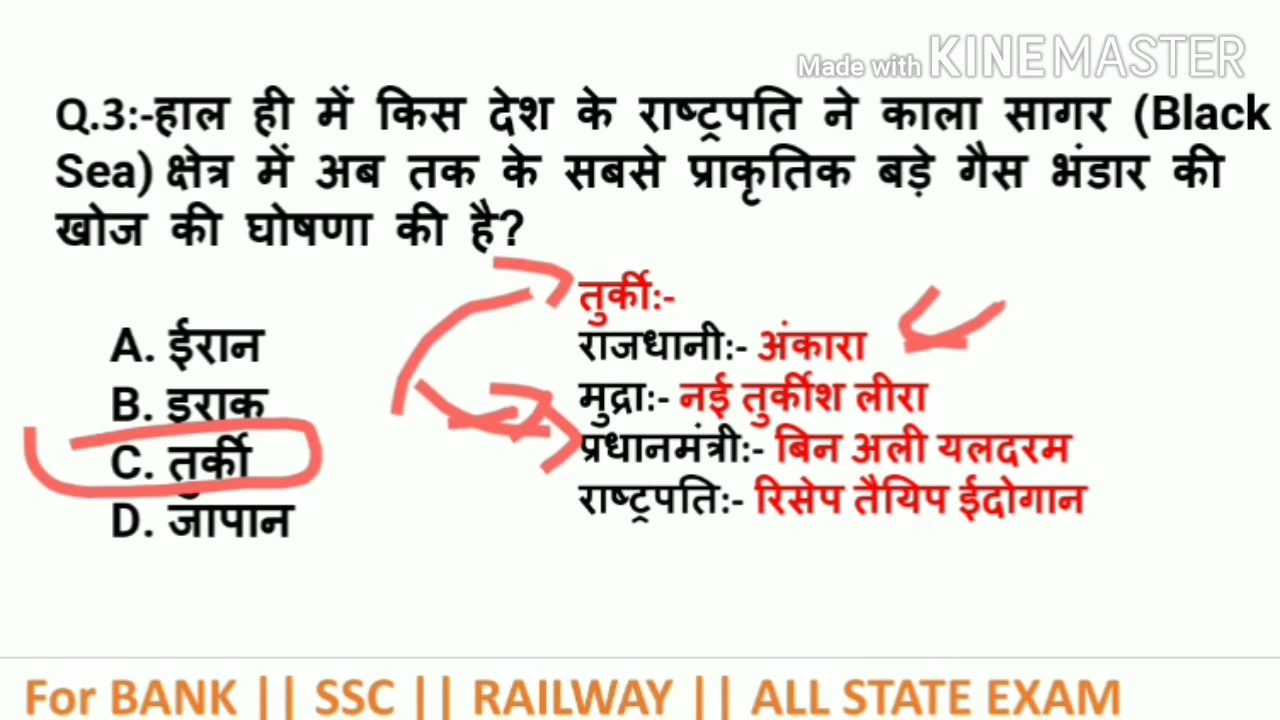 Made with KINEMASTER
Q.3:-हाल ही में किस देश के राष्ट्रपति ने काला सागर (Black
Sea) क्षेत्र में अब तक के सबसे प्राकृतिक बड़े गैस भंडार की
खोज की घोषणा की है?
A. ईरान
B. इराक
C. तुर्की
D. जापान
तुर्की:-
राजधानी:- अंकारा
मुद्रा:- नई तुर्कीश लीरा
प्रधानमंत्री:- बिन अली यलदरम
राष्ट्रपति:- रिसेप तैयिप ईदोगान
For BANK || SSC || RAILWAY || ALL STATE EXAM